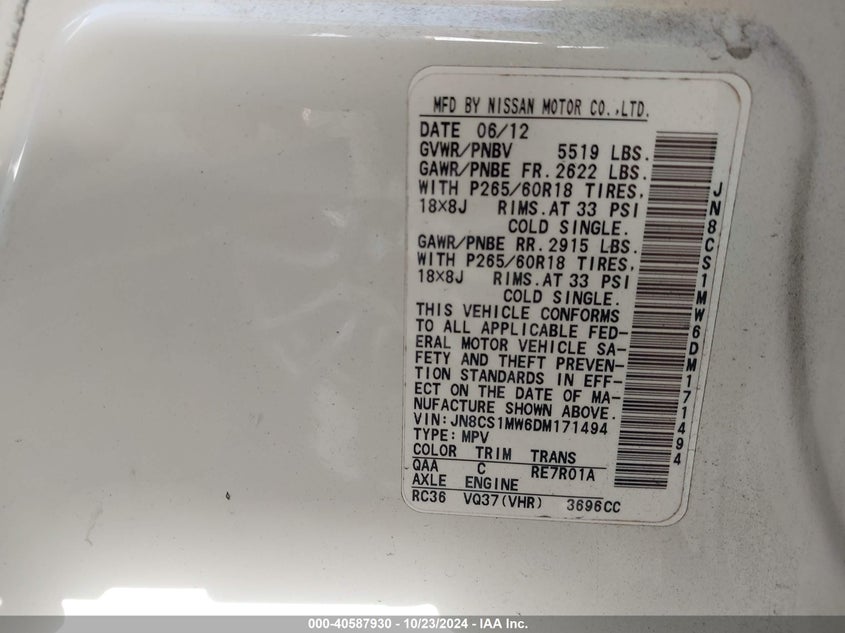 MFD BY NISSAN MOTOR CO.,LTD.
DATE 06/12
GVWR/PNBV 5519 LBS.
GAWR/PNBE FR. 2622 LBS.
WITH P265/60R18 TIRES,
18X8J RIMS. AT 33 PSI
COLD SINGLE.
GAWR/PNBE RR. 2915 LBS.
WITH P265/60R18 TIRES,
18X8J RIMS. AT 33 PSI
COLD SINGLE.
THIS VEHICLE CONFORMS
TO ALL APPLICABLE FED-
ERAL MOTOR VEHICLE SA-
FETY AND THEFT PREVEN-
TION STANDARDS IN EFF-
ECT ON THE DATE OF MA-
NUFACTURE SHOWN ABOVE.
VIN:JN8CS1MW6DM171494
TYPE:MPV
COLOR TRIM TRANS
QAA C RE7R01A
AXLE ENGINE
RC36 VQ37(VHR) 3696CC
JN8CS1MW6DM171494
000-40587930 - 10/23/2024 - IAA Inc.